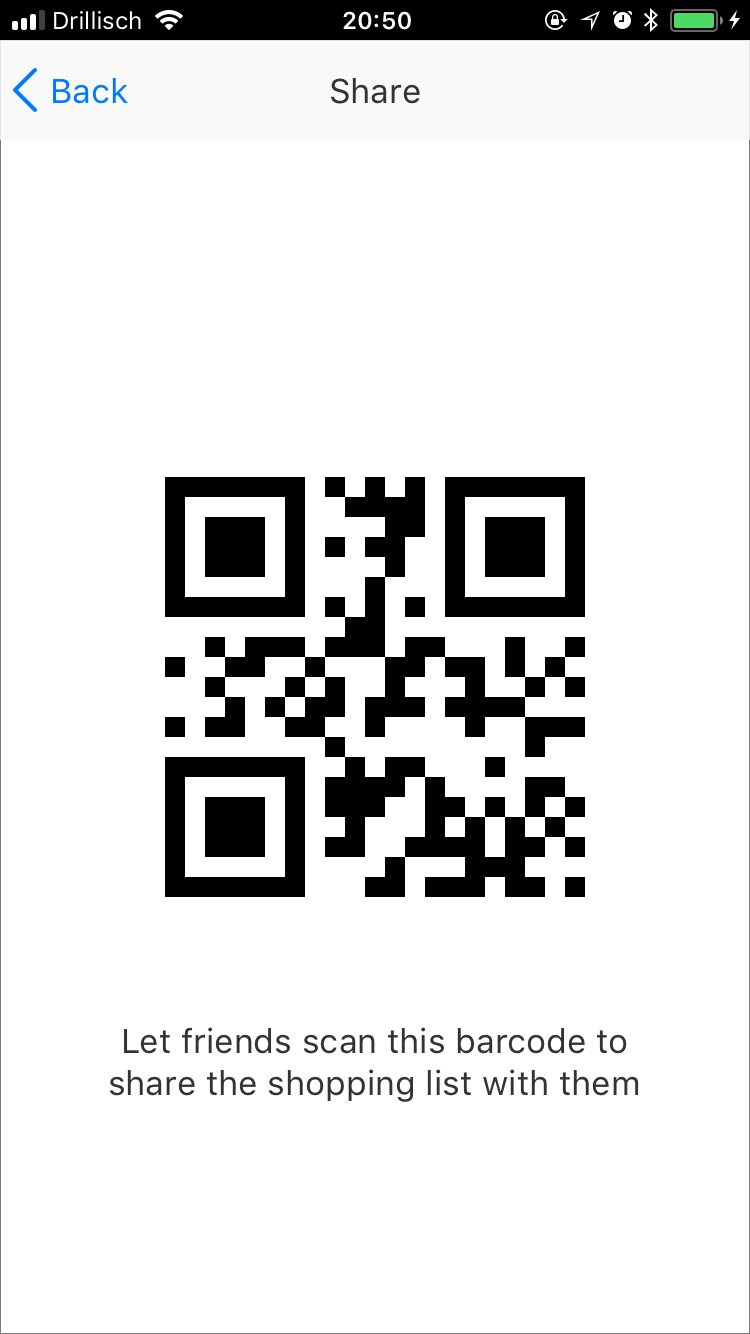 Drillisch
20:50
Back
Share
Let friends scan this barcode to
share the shopping list with them